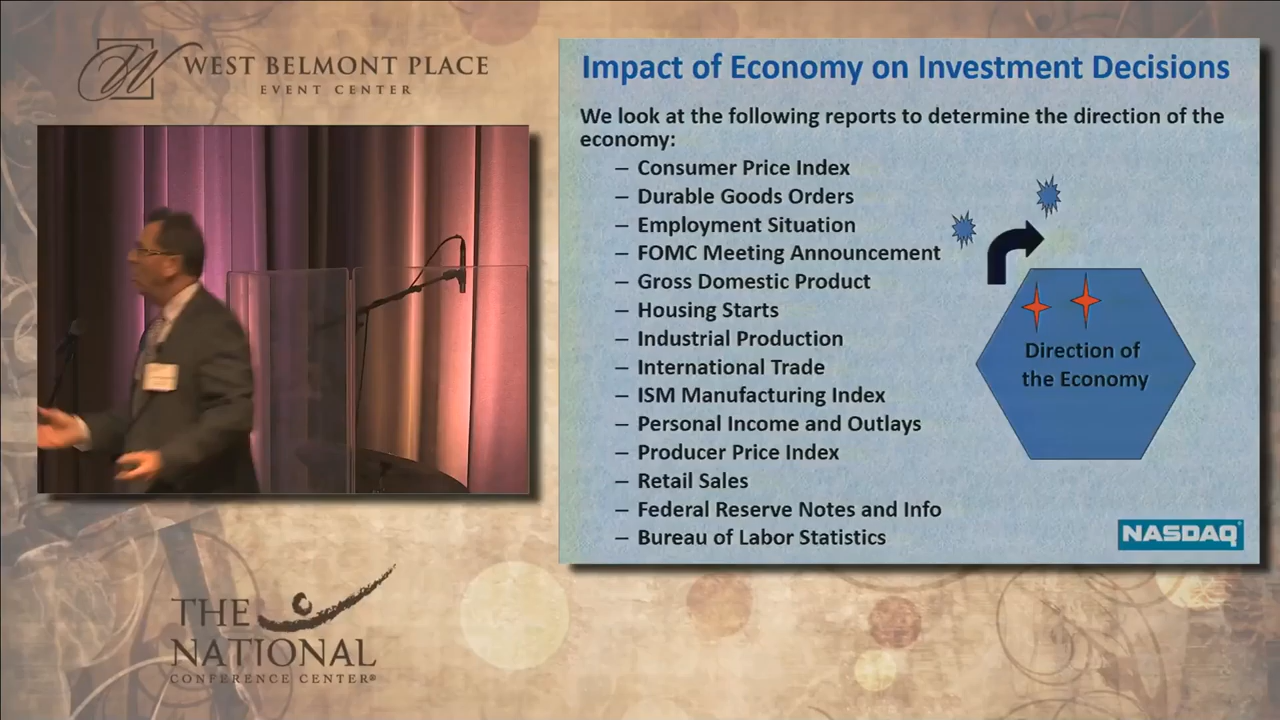 WEST BELMONT PLACE
EVENT CENTER
Impact of Economy on Investment Decisions
We look at the following reports to determine the direction of the
economy:
– Consumer Price Index
– Durable Goods Orders
– Employment Situation
– FOMC Meeting Announcement
– Gross Domestic Product
– Housing Starts
– Industrial Production
– International Trade
– ISM Manufacturing Index
– Personal Income and Outlays
– Producer Price Index
– Retail Sales
– Federal Reserve Notes and Info
– Bureau of Labor Statistics
Direction of
the Economy
NASDAQ
THE
NATIONAL
CONFERENCE CENTER®